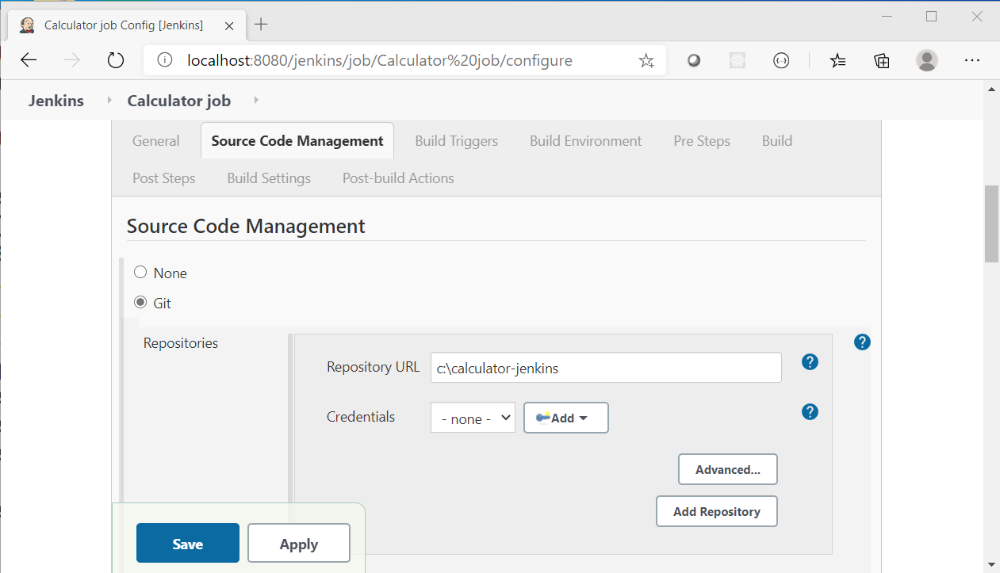 Calculator job Config [Jenkins]
localhost:8080/jenkins/job/Calculator%20job/configure
Jenkins Calculator job
General Source Code Management Build Triggers Build Environment Pre Steps Build
Post Steps Build Settings Post-build Actions
Source Code Management
None
Git
Repositories
Repository URL c:\calculator-jenkins
Credentials - none - Add
Advanced...
Add Repository
Save Apply